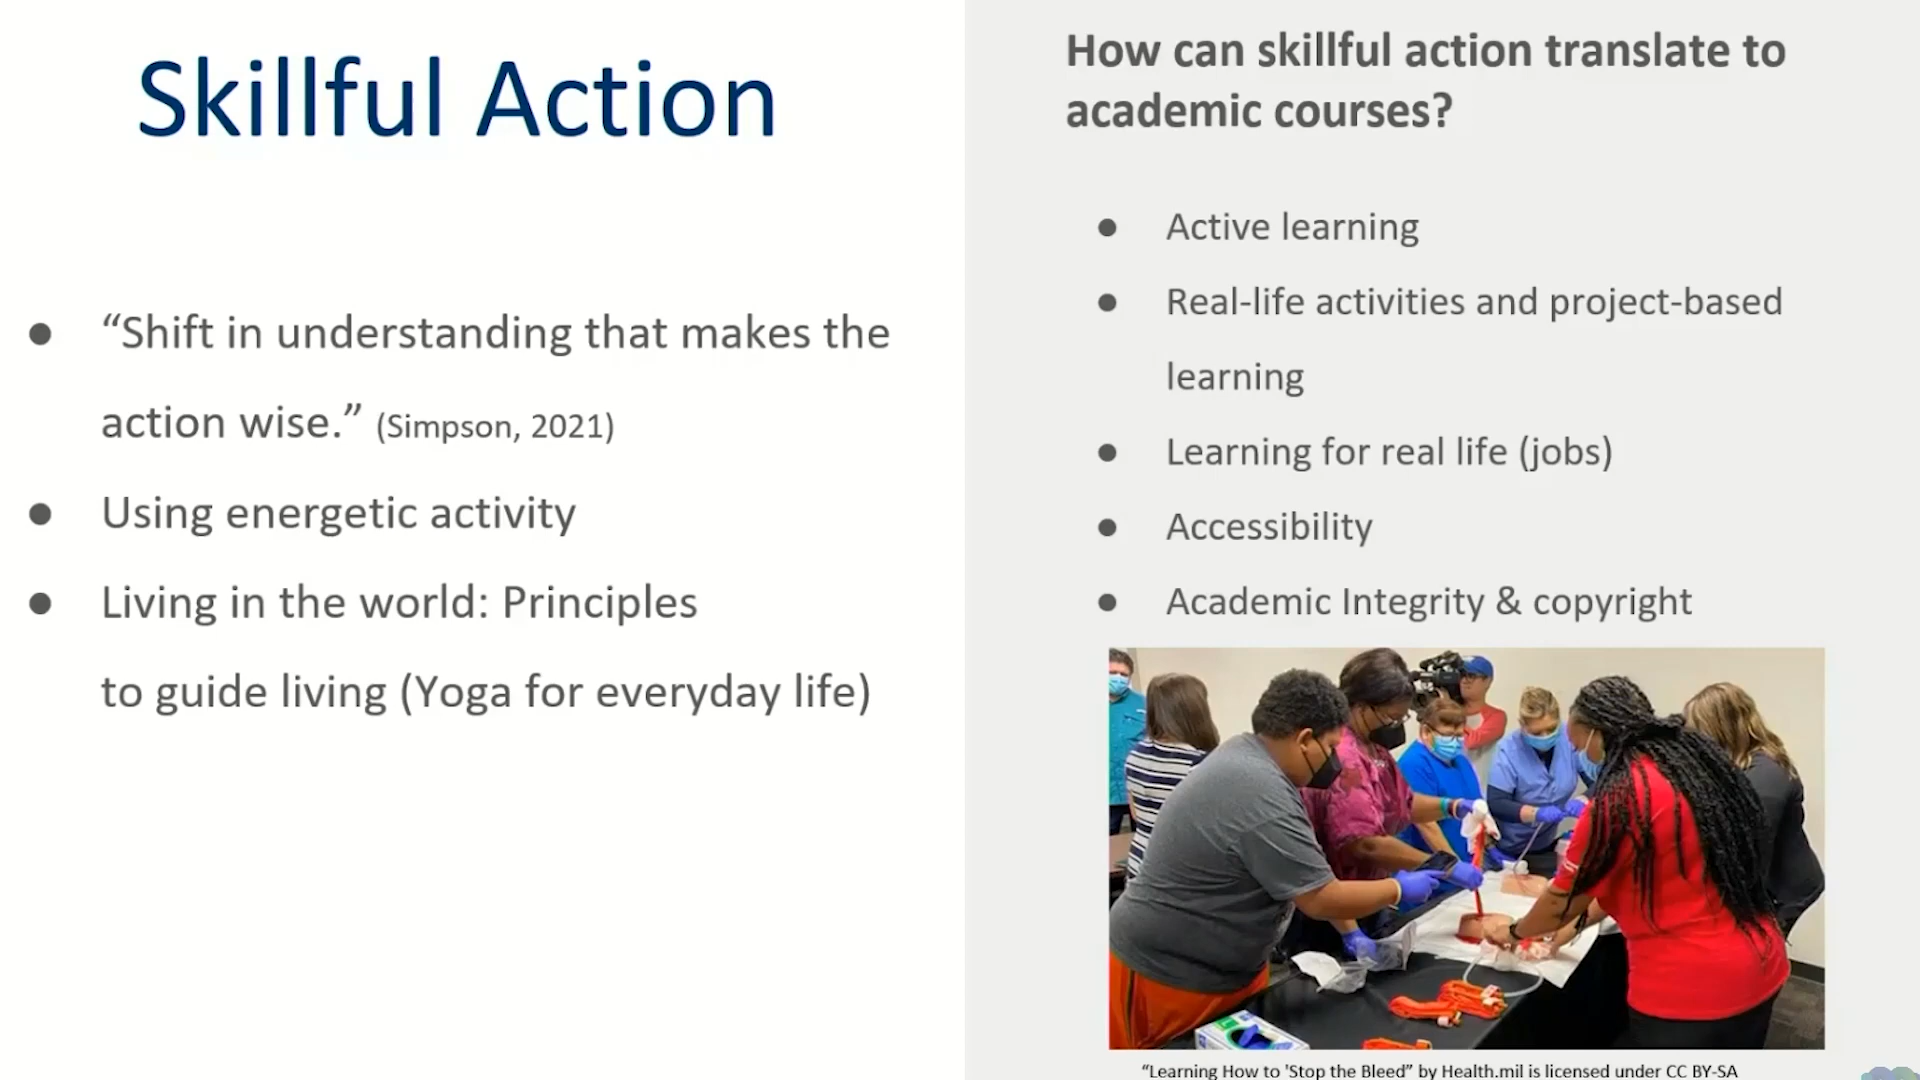 Skillful Action
● “Shift in understanding that makes the
action wise.” (Simpson, 2021)
● Using energetic activity
● Living in the world: Principles
to guide living (Yoga for everyday life)
How can skillful action translate to
academic courses?
● Active learning
● Real-life activities and project-based
learning
● Learning for real life (jobs)
● Accessibility
● Academic Integrity & copyright
“Learning How to 'Stop the Bleed” by Health.mil is licensed under CC BY-SA